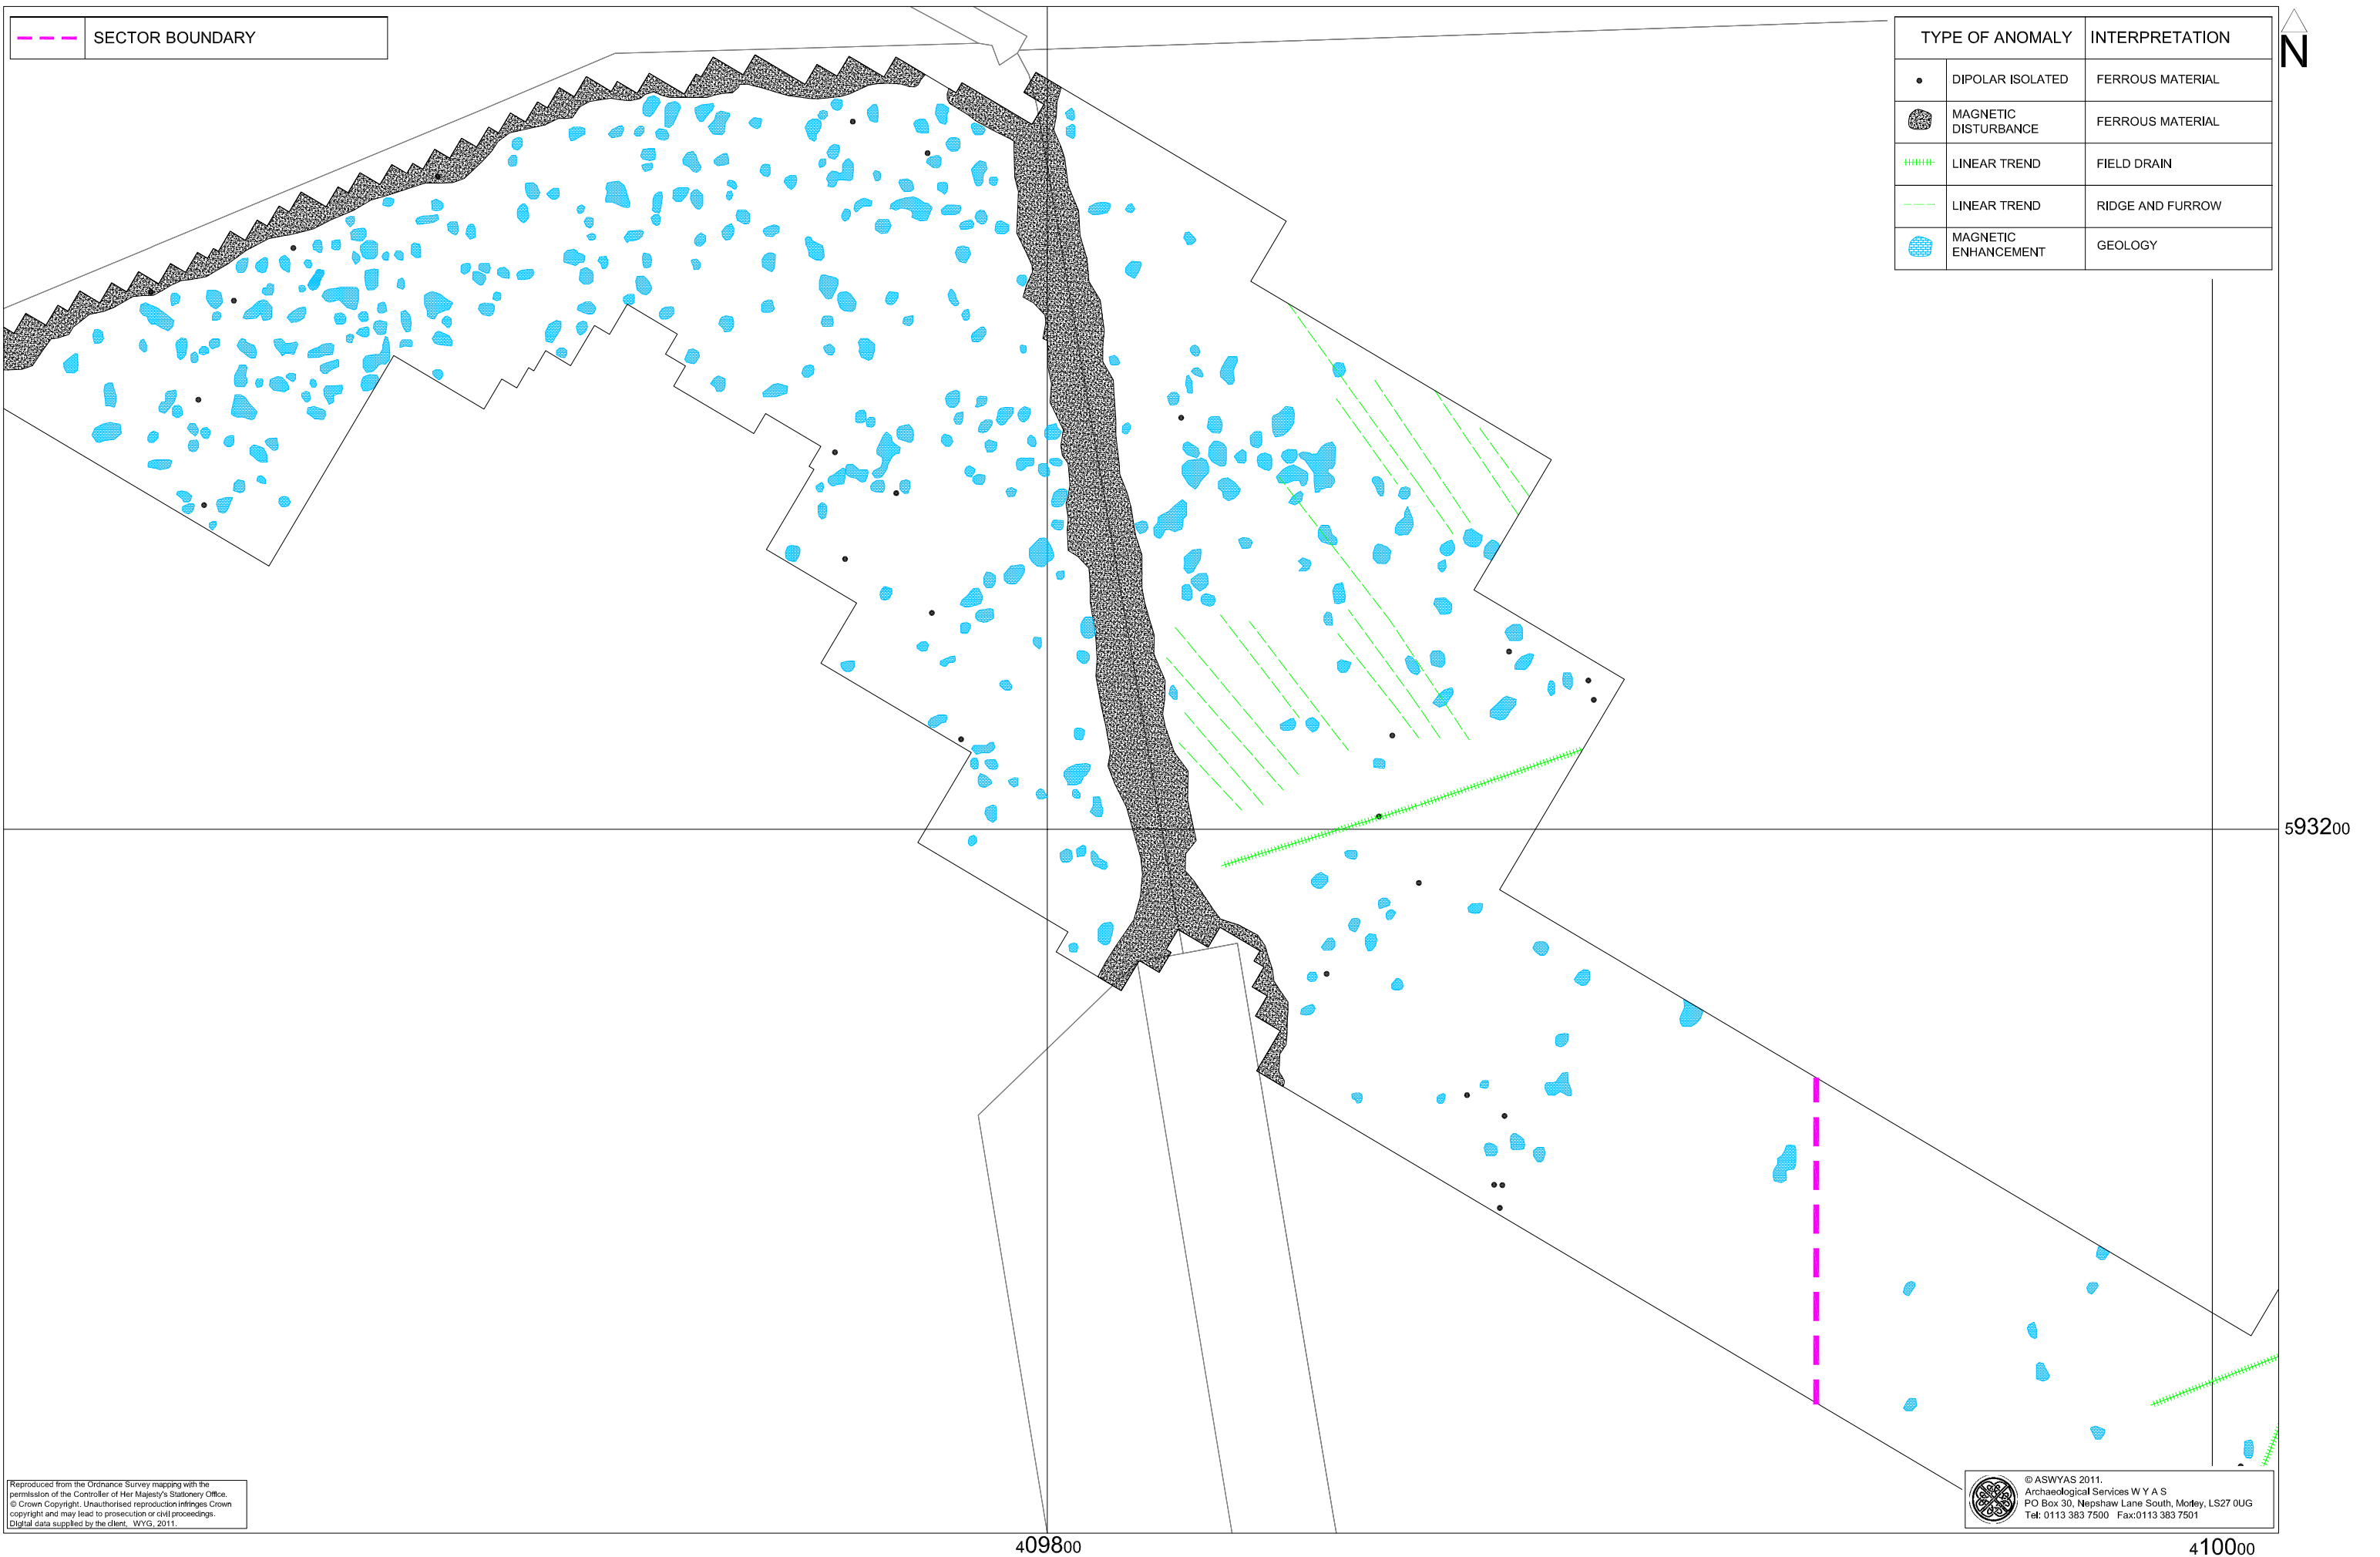 SECTOR BOUNDARY
TYPE OF ANOMALY INTERPRETATION
DIPOLAR ISOLATED FERROUS MATERIAL
MAGNETIC
DISTURBANCE
FERROUS MATERIAL
LINEAR TREND FIELD DRAIN
LINEAR TREND RIDGE AND FURROW
MAGNETIC
ENHANCEMENT
GEOLOGY
N
593200
Reproduced from the Ordnance Survey mapping with the
permission of the Controller of Her Majesty's Stationery Office.
© Crown Copyright. Unauthorised reproduction infringes Crown
copyright and may lead to prosecution or civil proceedings.
Digital data supplied by the client, WYG, 2011.
© ASWYAS 2011.
Archaeological Services W Y A S
PO Box 30, Nepshaw Lane South, Morley, LS27 0UG
Tel: 0113 383 7500 Fax:0113 383 7501
409800
410000